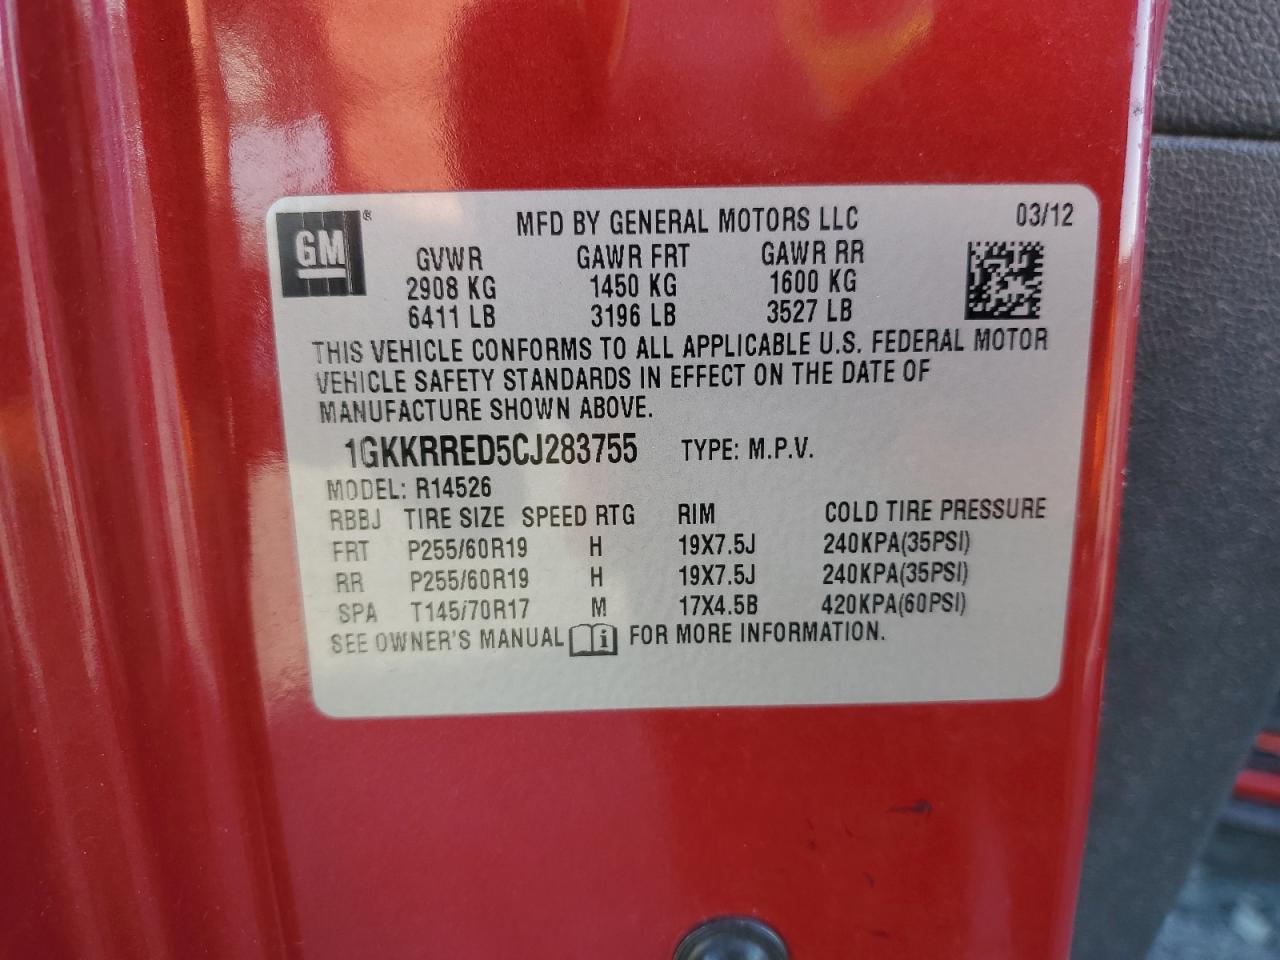 GM ® MFD BY GENERAL MOTORS LLC 03/12
GVWR GAWR FRT GAWR RR
2908 KG 1450 KG 1600 KG
6411 LB 3196 LB 3527 LB
THIS VEHICLE CONFORMS TO ALL APPLICABLE U.S. FEDERAL MOTOR
VEHICLE SAFETY STANDARDS IN EFFECT ON THE DATE OF
MANUFACTURE SHOWN ABOVE.
1GKKRRED5CJ283755 TYPE: M.P.V.
MODEL: R14526
RBBJ TIRE SIZE SPEED RTG RIM COLD TIRE PRESSURE
FRT P255/60R19 H 19X7.5J 240KPA(35PSI)
RR P255/60R19 H 19X7.5J 240KPA(35PSI)
SPA T145/70R17 M 17X4.5B 420KPA(60PSI)
SEE OWNER'S MANUAL i FOR MORE INFORMATION.